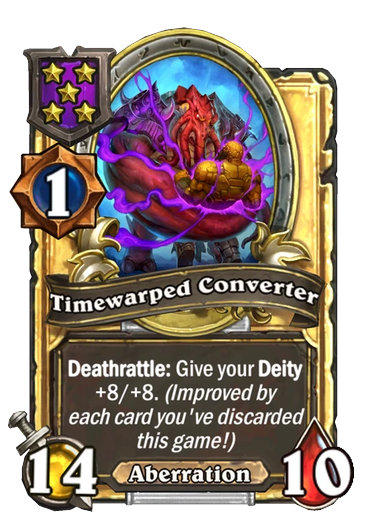 1
Timewarped Converter
Deathrattle: Give your Deity
+8/+8. (Improved by
each card you've discarded
this game!)
14
Aberration
10